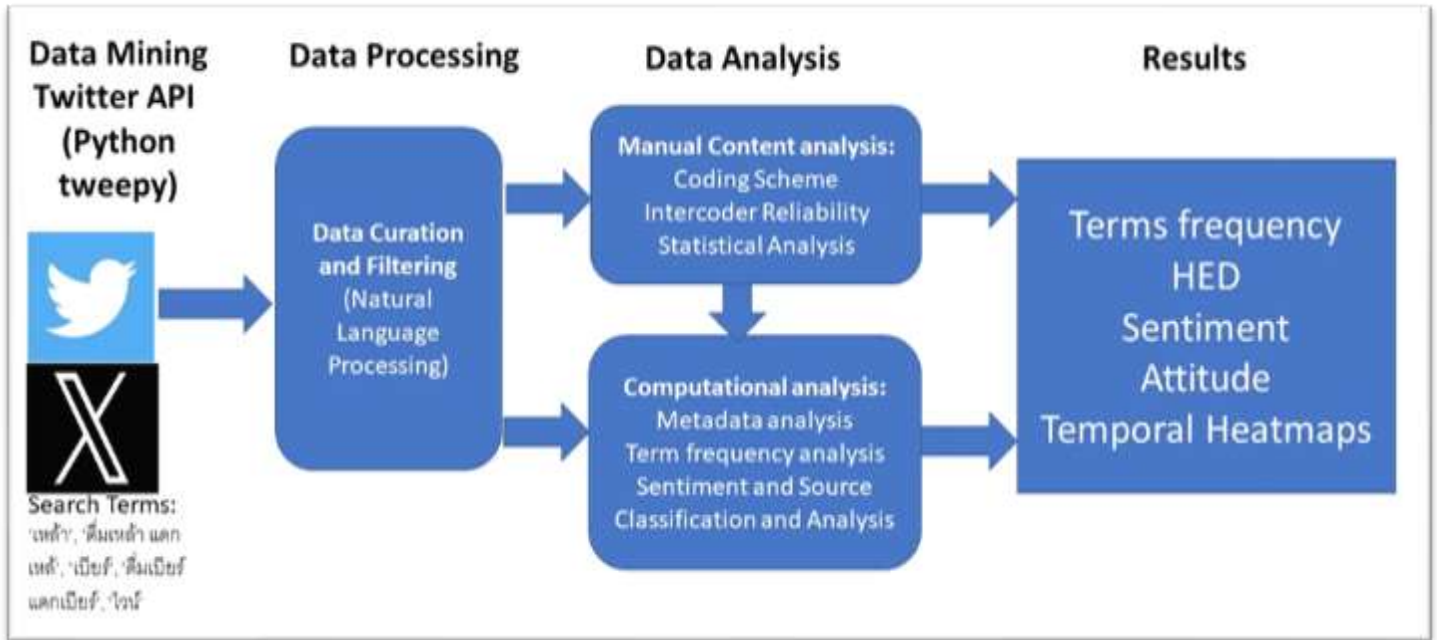 Data Mining
Twitter API
(Python
tweepy)
Data Processing
Data Analysis
Results
Data Curation
and Filtering
(Natural
Language
Processing)
Manual Content analysis:
Coding Scheme
Intercoder Reliability
Statistical Analysis
Computational analysis:
Metadata analysis
Term frequency analysis
Sentiment and Source
Classification and Analysis
Terms frequency
HED
Sentiment
Attitude
Temporal Heatmaps
Search Terms:
'เหล้า', 'ดื่มเหล้า แดก
'เบียร์', 'ดื่มเบียร์
แดกเบียร์', 'ไวน์'